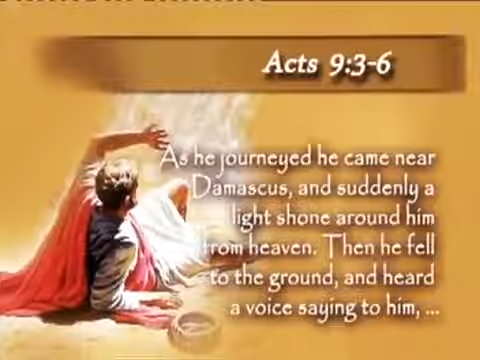 Acts 9:3-6
As he journeyed he came near
Damascus, and suddenly a
light shone around him
from heaven. Then he fell
to the ground, and heard
a voice saying to him, ...